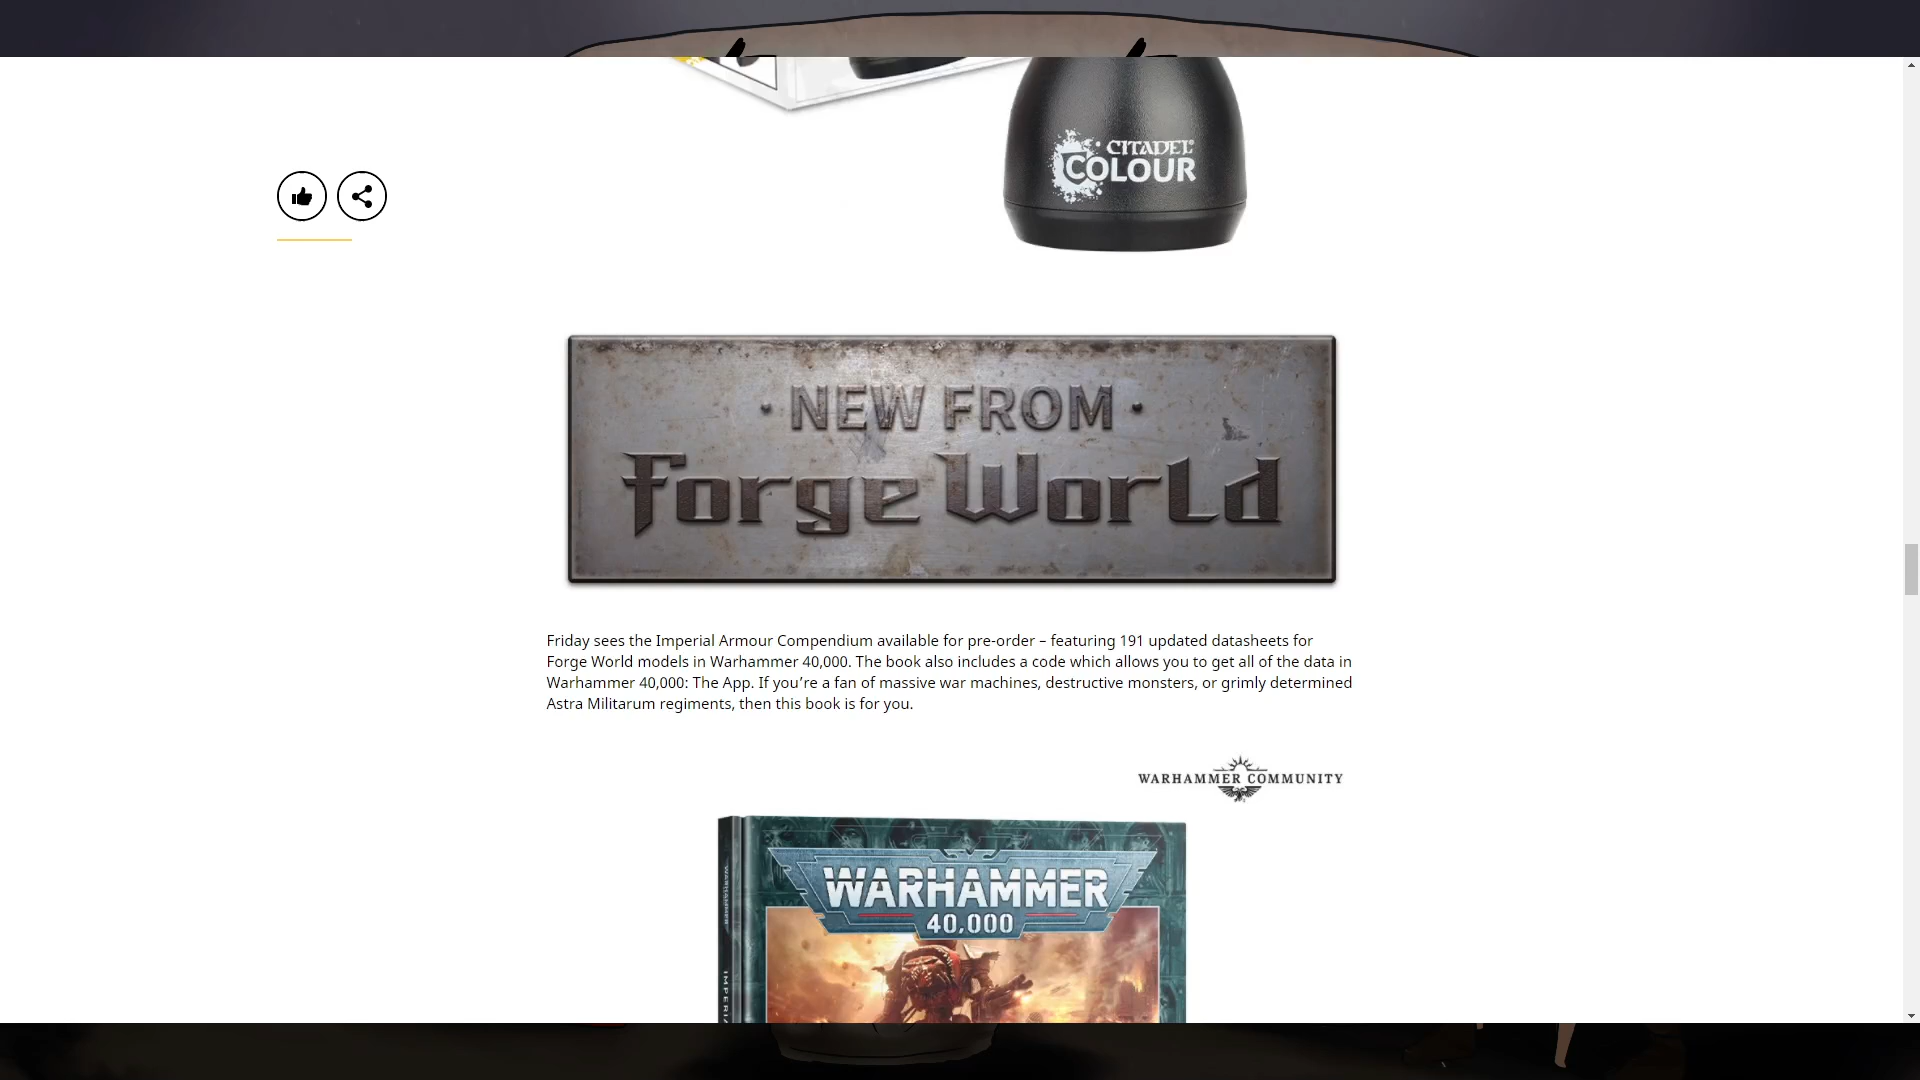 CITADEL
COLOUR
· NEW FROM ·
Forge World
Friday sees the Imperial Armour Compendium available for pre-order – featuring 191 updated datasheets for
Forge World models in Warhammer 40,000. The book also includes a code which allows you to get all of the data in
Warhammer 40,000: The App. If you’re a fan of massive war machines, destructive monsters, or grimly determined
Astra Militarum regiments, then this book is for you.
WARHAMMER COMMUNITY
WARHAMMER
40,000
WARHAMMER